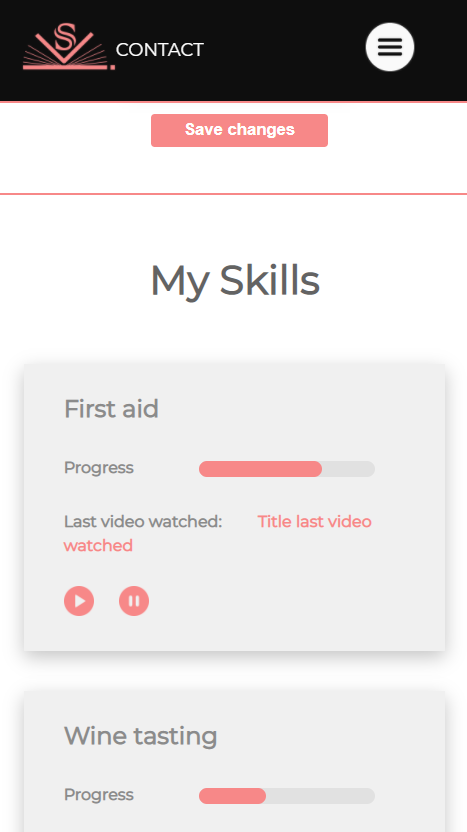 S
CONTACT
Save changes
My Skills
First aid
Progress
Last video watched: Title last video
watched
Wine tasting
Progress